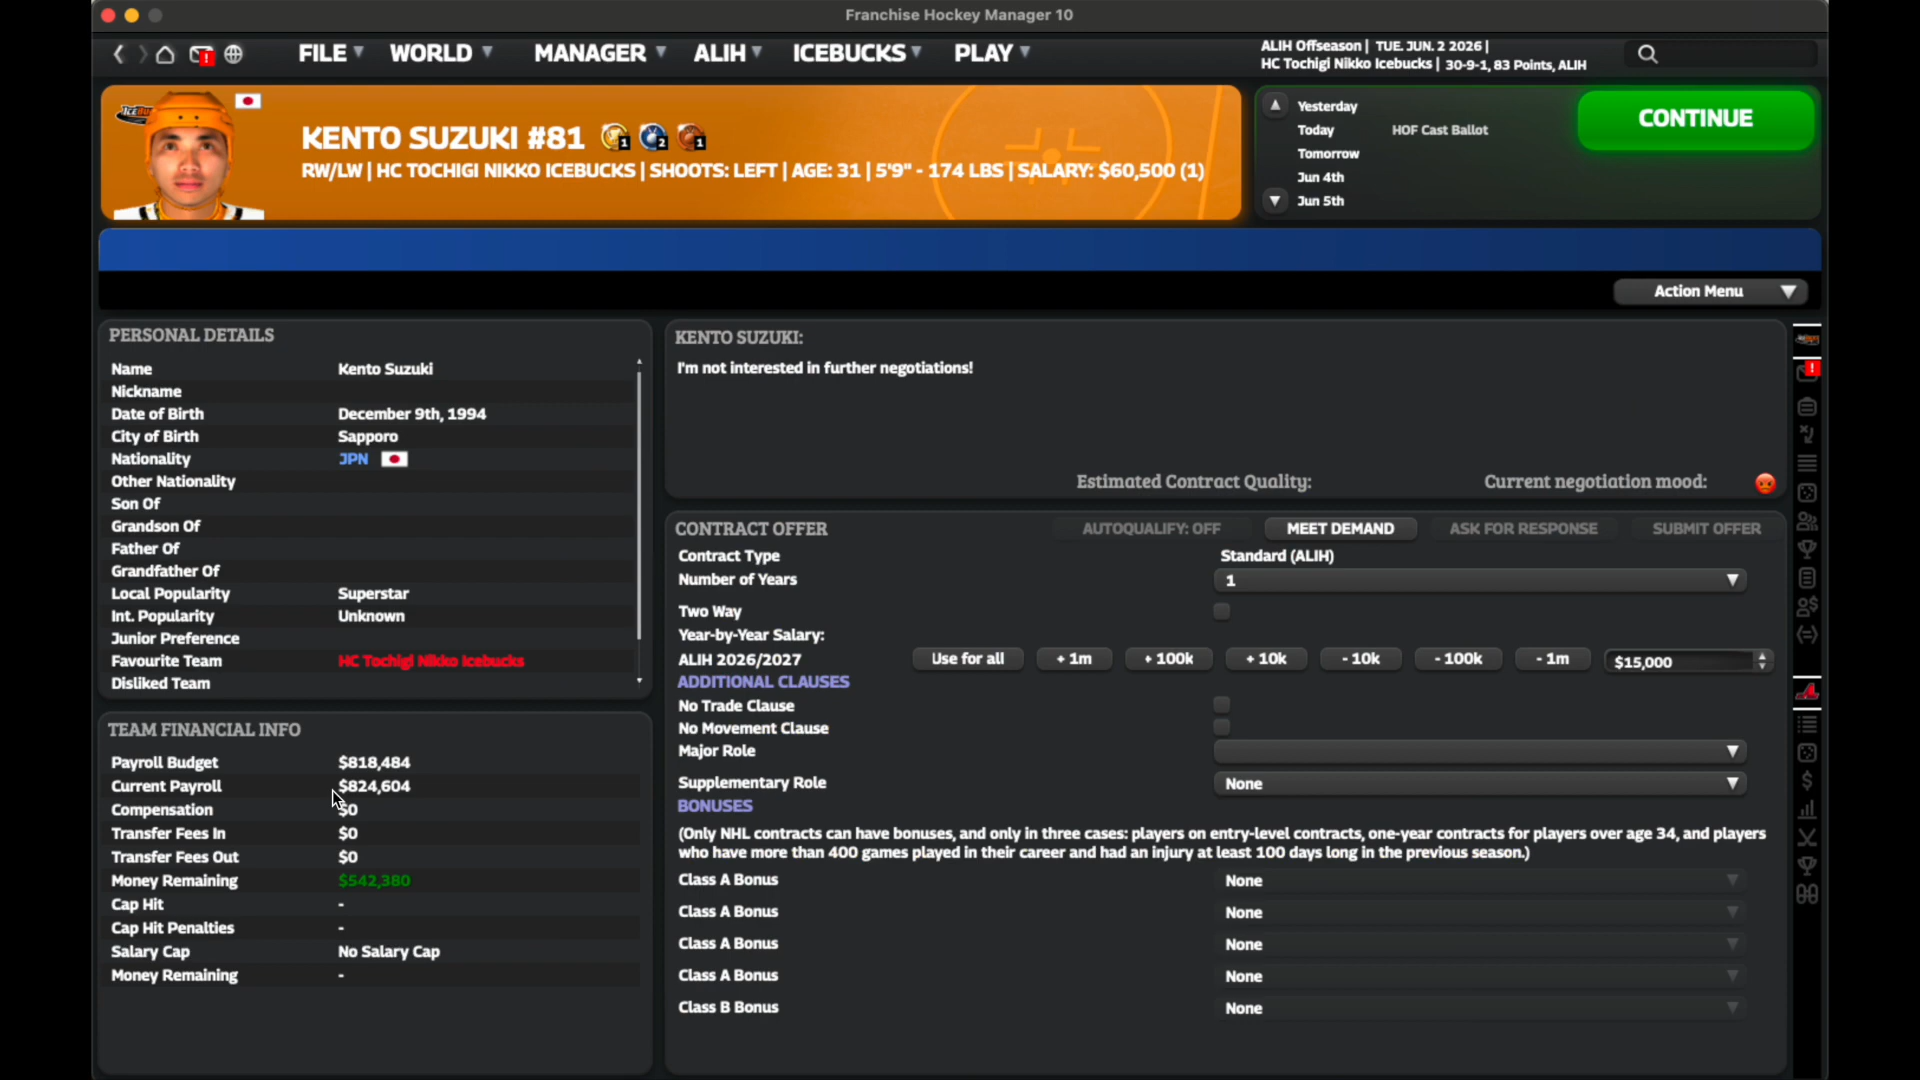 Franchise Hockey Manager 10
FILE WORLD MANAGER ALIH ICEBUCKS PLAY
ALIH Offseason | TUE. JUN. 2 2026 |
HC Tochigi Nikko Icebucks | 30-9-1, 83 Points, ALIH
KENTO SUZUKI #81 1 2 1
RW/LW | HC TOCHIGI NIKKO ICEBUCKS | SHOOTS: LEFT | AGE: 31 | 5'9" - 174 LBS | SALARY: $60,500 (1)
Yesterday
Today HOF Cast Ballot
Tomorrow
Jun 4th
Jun 5th
CONTINUE
Action Menu
PERSONAL DETAILS
Name Kento Suzuki
Nickname
Date of Birth December 9th, 1994
City of Birth Sapporo
Nationality JPN
Other Nationality
Son Of
Grandson Of
Father Of
Grandfather Of
Local Popularity Superstar
Int. Popularity Unknown
Junior Preference
Favourite Team HC Tochigi Nikko Icebucks
Disliked Team
TEAM FINANCIAL INFO
Payroll Budget $818,484
Current Payroll $824,604
Compensation $0
Transfer Fees In $0
Transfer Fees Out $0
Money Remaining $542,380
Cap Hit -
Cap Hit Penalties -
Salary Cap No Salary Cap
Money Remaining -
KENTO SUZUKI:
I'm not interested in further negotiations!
Estimated Contract Quality: Current negotiation mood:
CONTRACT OFFER AUTOQUALIFY: OFF MEET DEMAND ASK FOR RESPONSE SUBMIT OFFER
Contract Type Standard (ALIH)
Number of Years 1
Two Way
Year-by-Year Salary:
ALIH 2026/2027 Use for all + 1m + 100k + 10k - 10k - 100k - 1m $15,000
ADDITIONAL CLAUSES
No Trade Clause
No Movement Clause
Major Role
Supplementary Role None
BONUSES
(Only NHL contracts can have bonuses, and only in three cases: players on entry-level contracts, one-year contracts for players over age 34, and players
who have more than 400 games played in their career and had an injury at least 100 days long in the previous season.)
Class A Bonus None
Class A Bonus None
Class A Bonus None
Class A Bonus None
Class B Bonus None